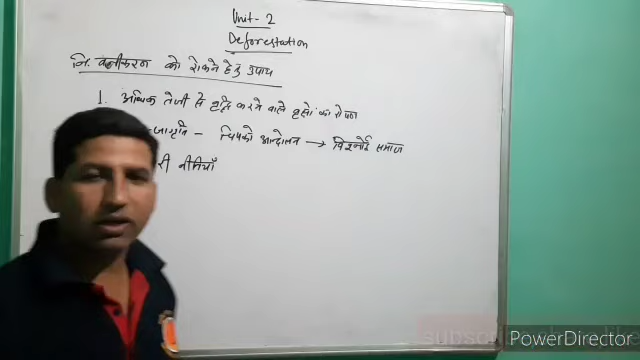 Unit - 2
Deforestation
नि. वनीकरण को रोकने हेतु उपाय
1. अधिक तेजी से वृद्धि करने वाले वृक्षों का रोपण
जागृति - चिपको आन्दोलन → विश्नोई समाज
री नीतियाँ
PowerDirector